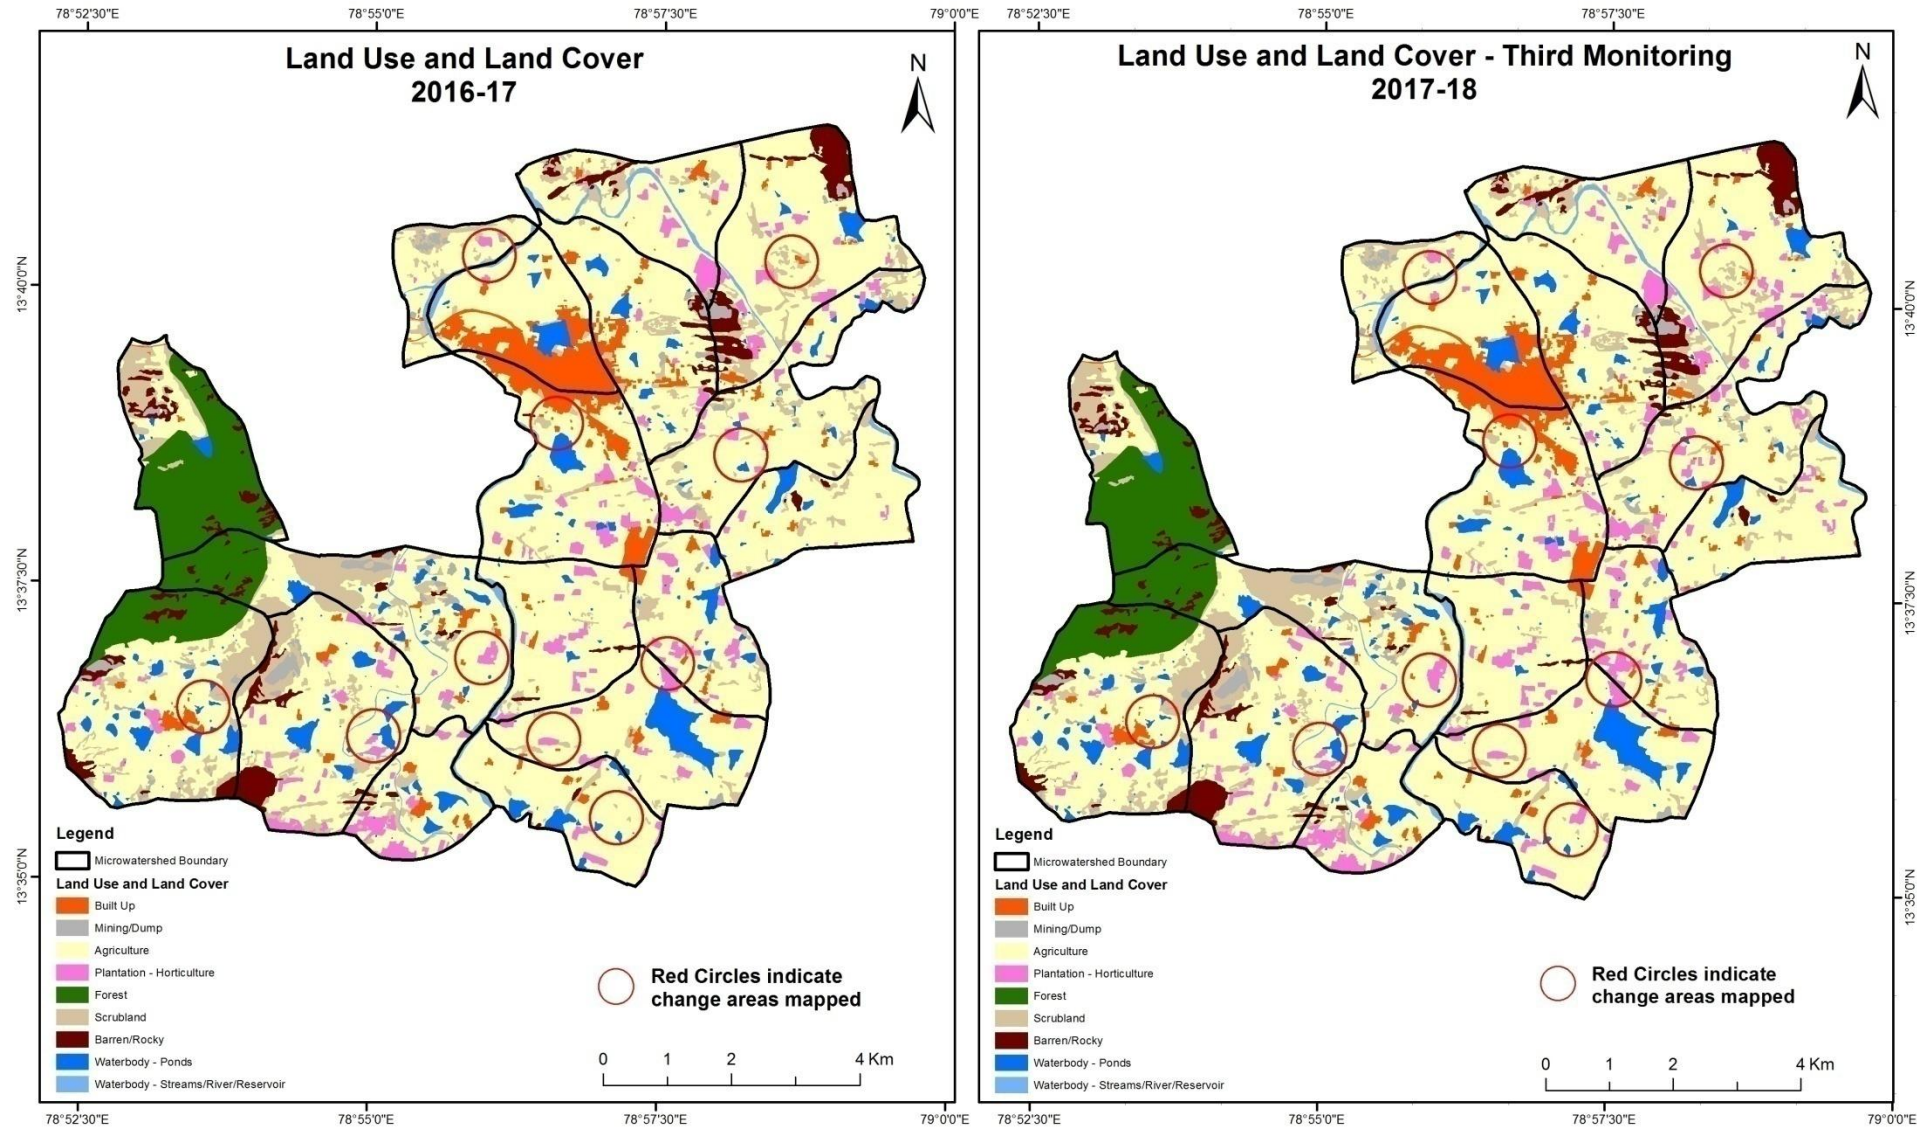 78°52'30"E 78°55'0"E 78°57'30"E 79°0'0"E
Land Use and Land Cover
2016-17
N
13°40'0"N
13°37'30"N
13°35'0"N
Legend
Microwatershed Boundary
Land Use and Land Cover
Built Up
Mining/Dump
Agriculture
Plantation - Horticulture
Forest
Scrubland
Barren/Rocky
Waterbody - Ponds
Waterbody - Streams/River/Reservoir
Red Circles indicate
change areas mapped
0 1 2 4 Km
78°52'30"E 78°55'0"E 78°57'30"E 79°0'0"E
78°52'30"E 78°55'0"E 78°57'30"E
Land Use and Land Cover - Third Monitoring
2017-18
N
13°40'0"N
13°37'30"N
13°35'0"N
Legend
Microwatershed Boundary
Land Use and Land Cover
Built Up
Mining/Dump
Agriculture
Plantation - Horticulture
Forest
Scrubland
Barren/Rocky
Waterbody - Ponds
Waterbody - Streams/River/Reservoir
Red Circles indicate
change areas mapped
0 1 2 4 Km
78°52'30"E 78°55'0"E 78°57'30"E 79°0'0"E